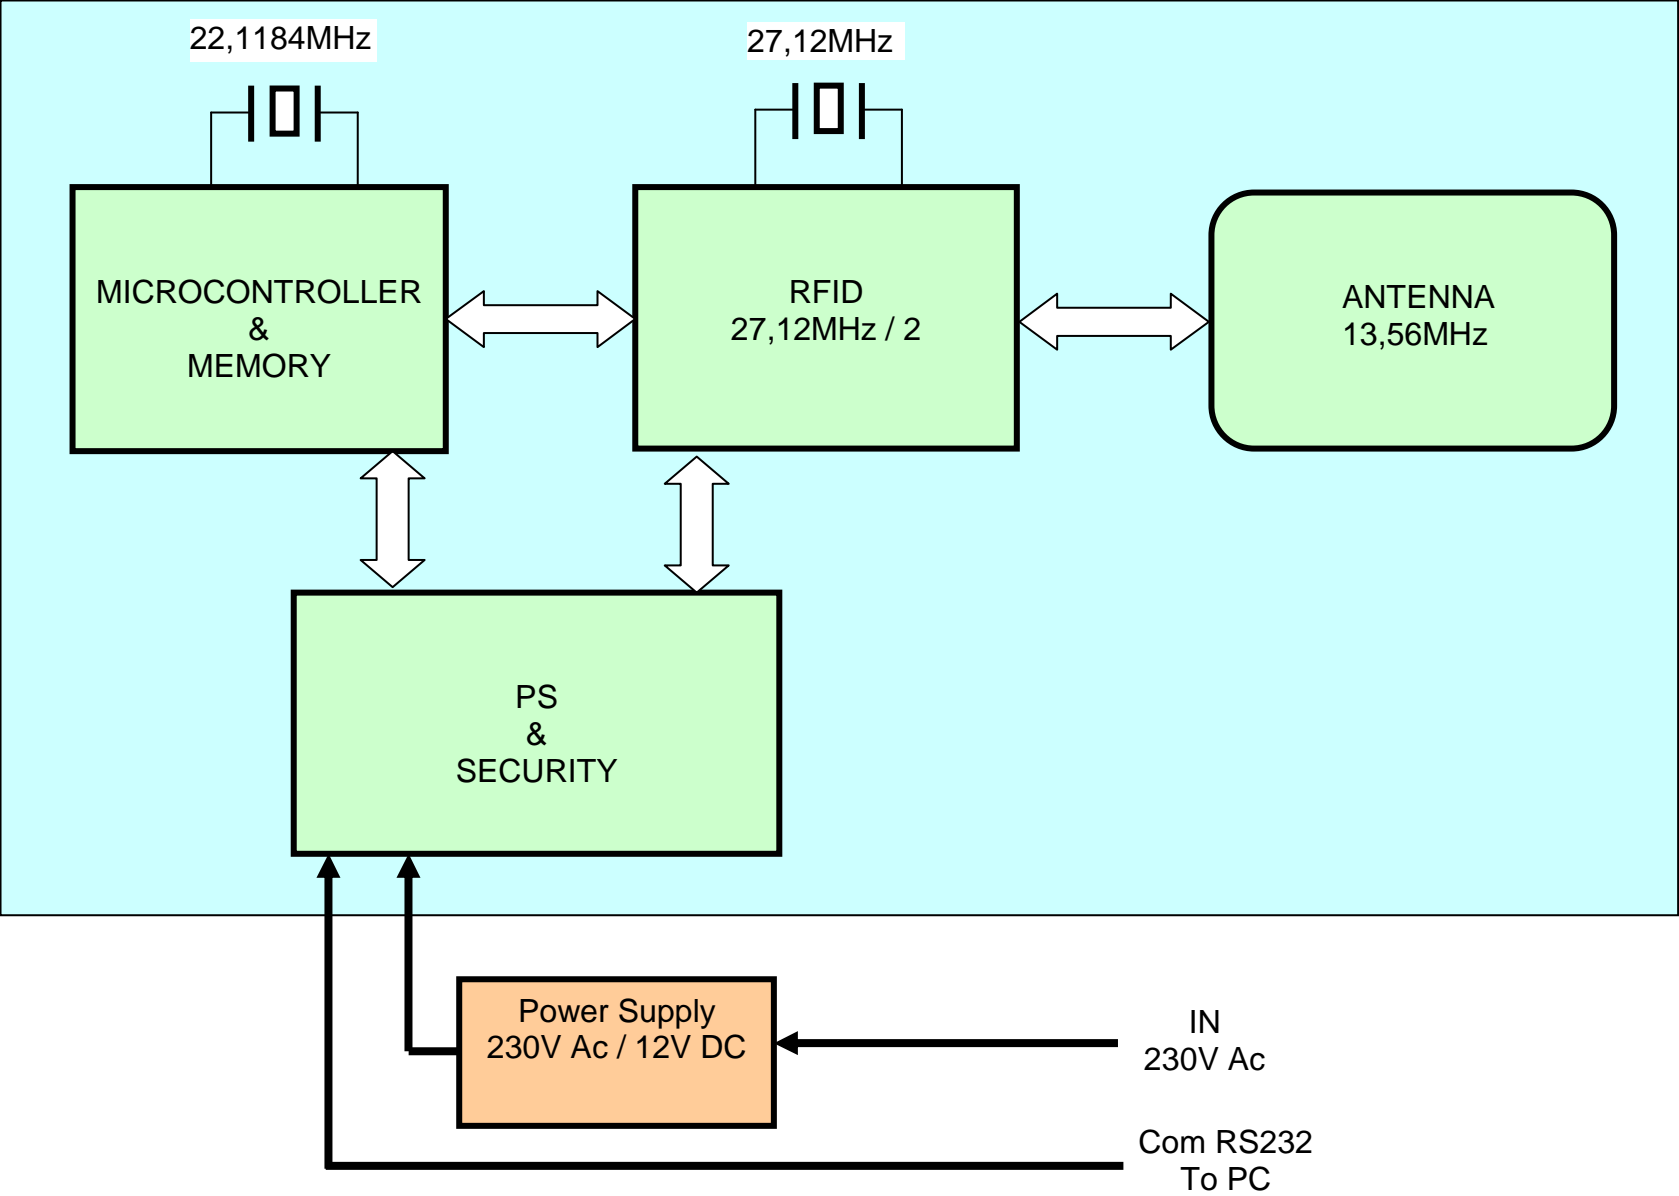 22,1184MHz
27,12MHz
MICROCONTROLLER
&
MEMORY
RFID
27,12MHz / 2
ANTENNA
13,56MHz
PS
&
SECURITY
Power Supply
230V Ac / 12V DC
IN
230V Ac
Com RS232
To PC